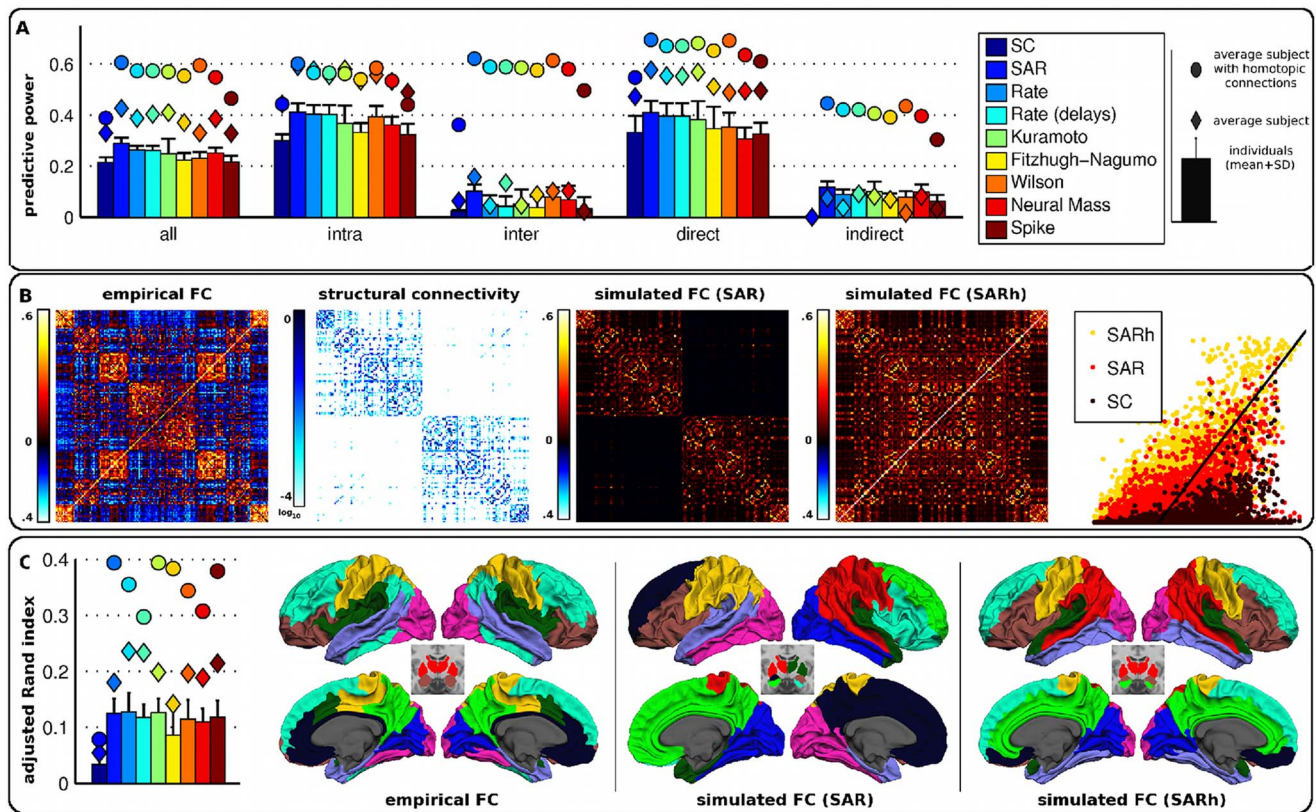 A
predictive power
0.6
0.4
0.2
0
all
intra
inter
direct
indirect
SC
SAR
Rate
Rate (delays)
Kuramoto
Fitzhugh-Nagumo
Wilson
Neural Mass
Spike
average subject
with homotopic
connections
average subject
individuals
(mean+SD)
B
empirical FC
.6
0
.4
structural connectivity
0
-4
log10
simulated FC (SAR)
.6
0
.4
simulated FC (SARh)
.6
0
.4
SARh
SAR
SC
C
adjusted Rand index
0.4
0.3
0.2
0.1
0
empirical FC
simulated FC (SAR)
simulated FC (SARh)